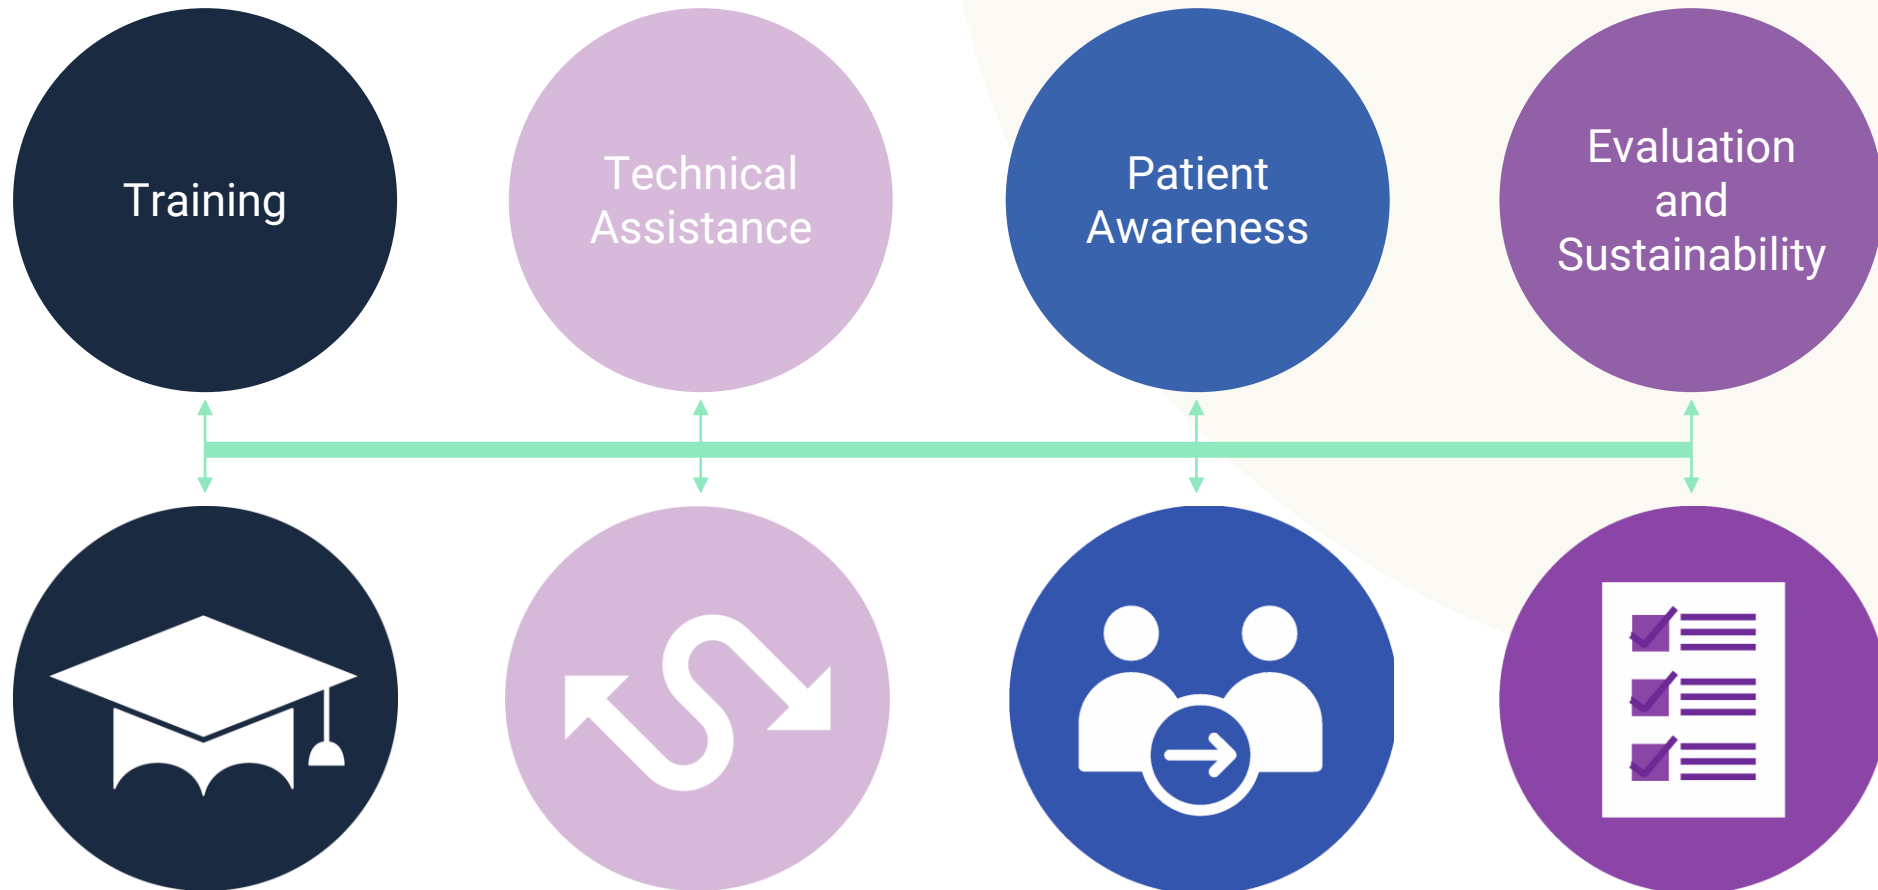 Training
Technical
Assistance
Patient
Awareness
Evaluation
and
Sustainability